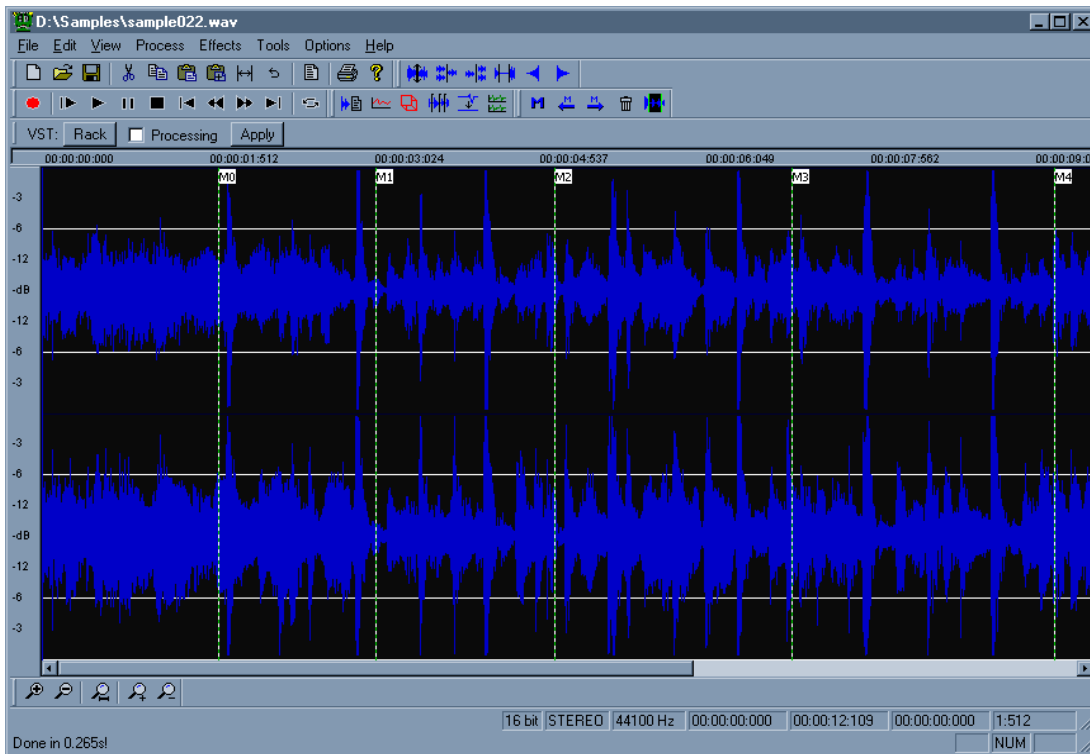 D:\Samples\sample022.wav
File Edit View Process Effects Tools Options Help
VST: Rack Processing Apply
00:00:00:000 00:00:01:512 00:00:03:024 00:00:04:537 00:00:06:049 00:00:07:562 00:00:09:0
M0 M1 M2 M3 M4
-3
-6
-12
-dB
-12
-6
-3
-3
-6
-12
-dB
-12
-6
-3
16 bit STEREO 44100 Hz 00:00:00:000 00:00:12:109 00:00:00:000 1:512
Done in 0.265s! NUM